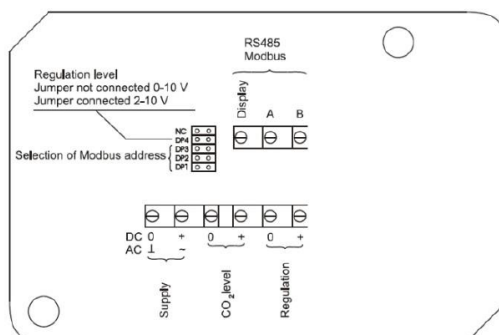 RS485
Modbus
Regulation level
Jumper not connected 0-10 V
Jumper connected 2-10 V
Display
A
B
NC
DP4
DP3
Selection of Modbus address
DP2
DP1
DC 0 + 0 + 0 +
AC ⊥ ~
Supply
CO₂level
Regulation